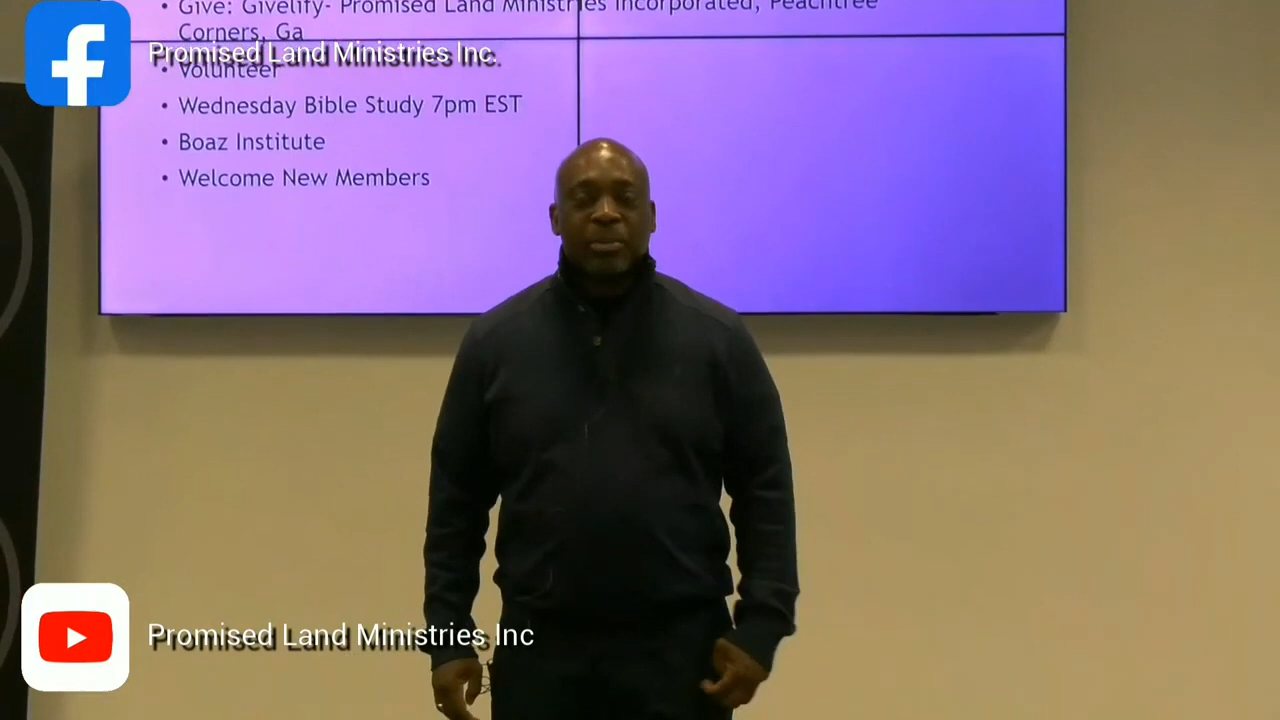 • Give: Givelify- Promised Land Ministries Incorporated, Peachtree
Corners, Ga
Promised Land Ministries Inc.
• Volunteer
• Wednesday Bible Study 7pm EST
• Boaz Institute
• Welcome New Members
Promised Land Ministries Inc